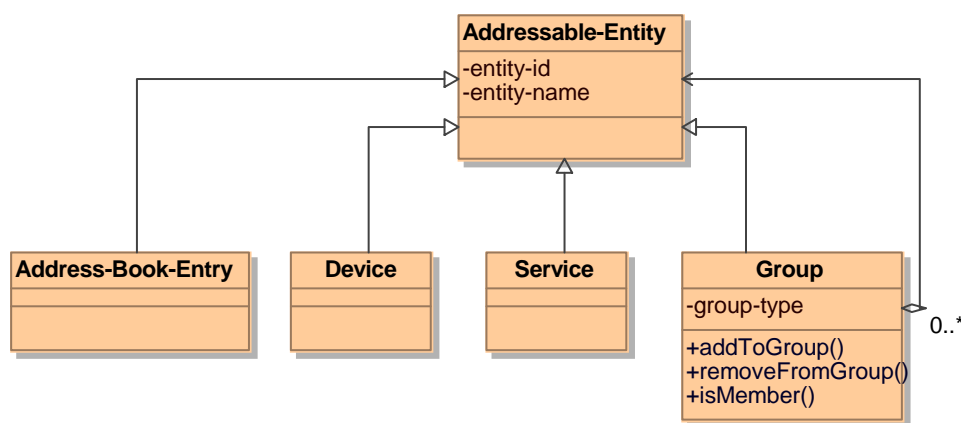 Addressable-Entity
-entity-id
-entity-name
Address-Book-Entry
Device
Service
Group
-group-type
+addToGroup()
+removeFromGroup()
+isMember()
0..*